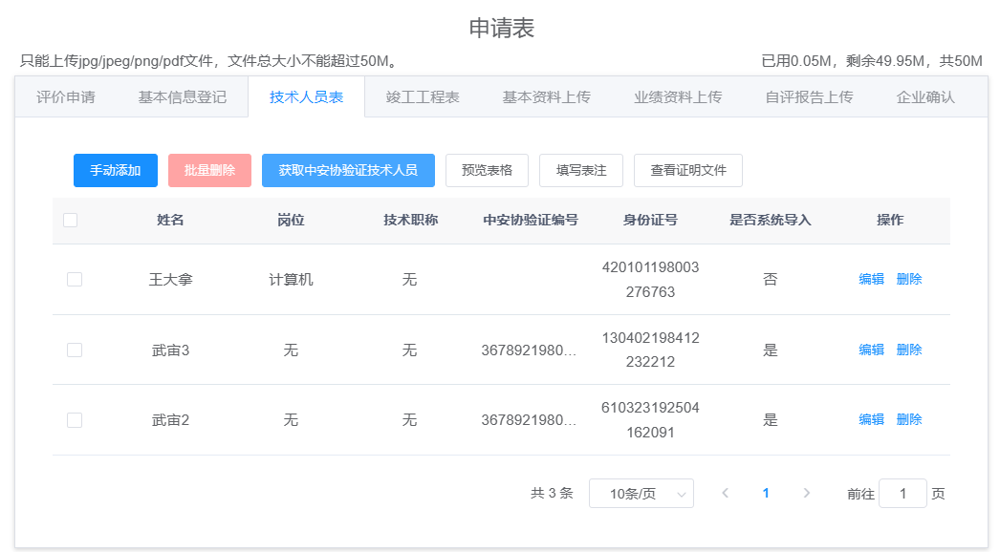 申请表
只能上传jpg/jpeg/png/pdf文件，文件总大小不能超过50M。 已用0.05M，剩余49.95M，共50M
评价申请 基本信息登记 技术人员表 竣工工程表 基本资料上传 业绩资料上传 自评报告上传 企业确认
手动添加 批量删除 获取中安协验证技术人员 预览表格 填写表注 查看证明文件
姓名 岗位 技术职称 中安协验证编号 身份证号 是否系统导入 操作
王大拿 计算机 无 420101198003276763 否 编辑 删除
武宙3 无 无 3678921980... 130402198412232212 是 编辑 删除
武宙2 无 无 3678921980... 610323192504162091 是 编辑 删除
共 3 条 10条/页 1 前往 1 页